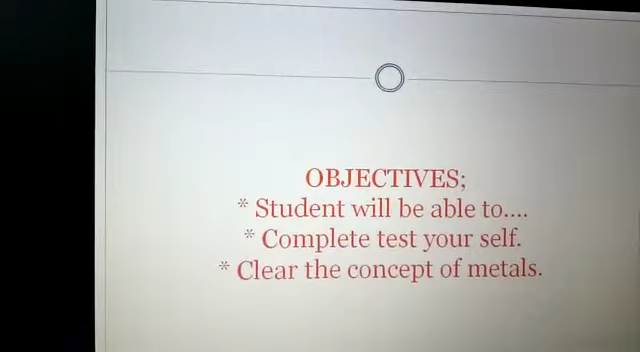 OBJECTIVES;
* Student will be able to....
* Complete test your self.
* Clear the concept of metals.